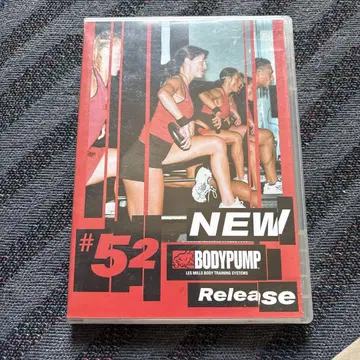 NEW
#52
BODYPUMP
LES MILLS BODY TRAINING SYSTEMS
Release